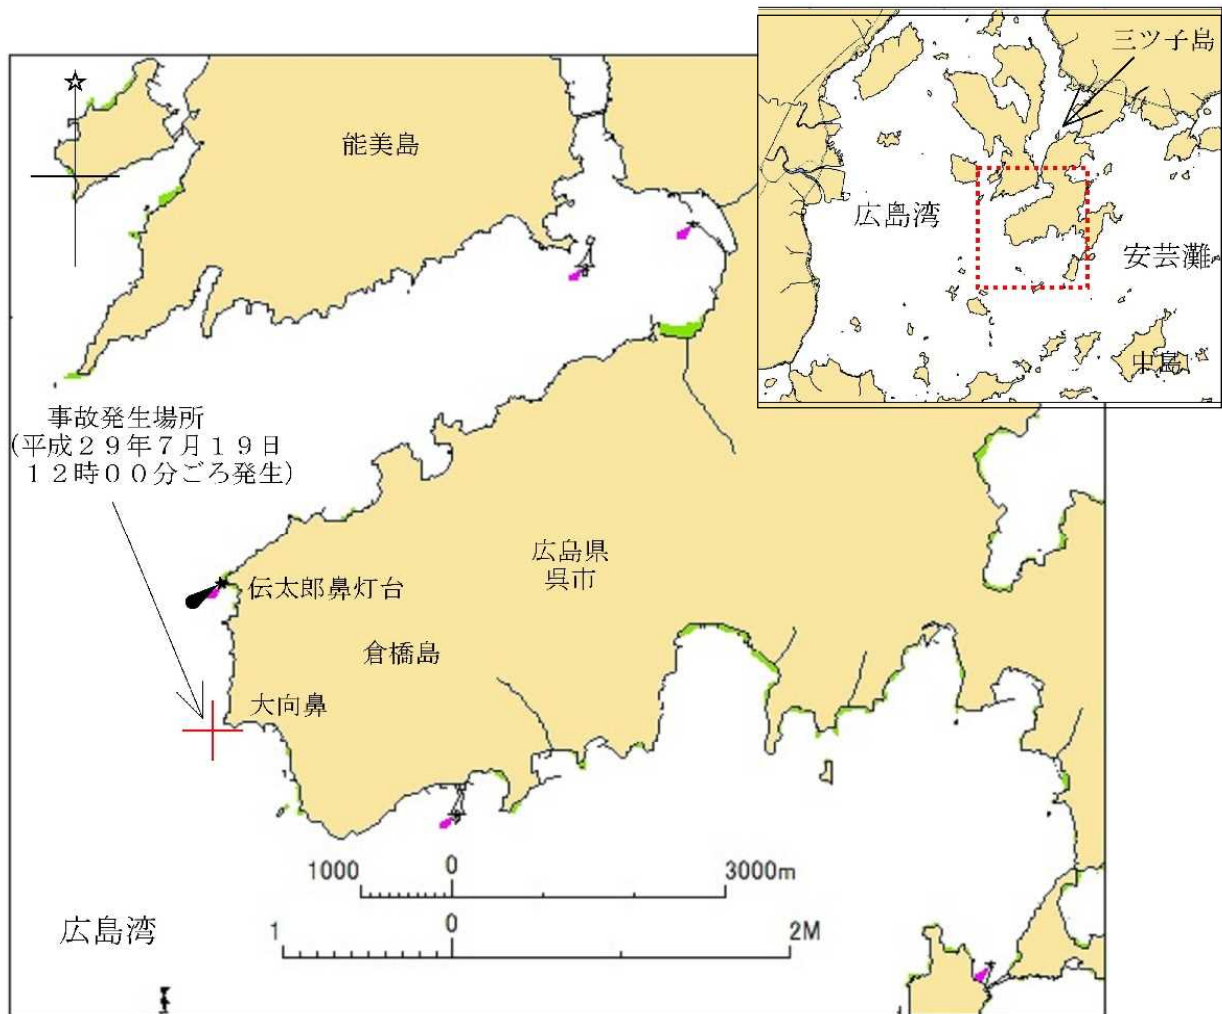 三ツ子島
能美島
広島湾
安芸灘
中島
事故発生場所
(平成29年7月19日
12時00分ごろ発生)
広島県
呉市
伝太郎鼻灯台
倉橋島
大向鼻
1000 0 3000m
広島湾
1 0 2M